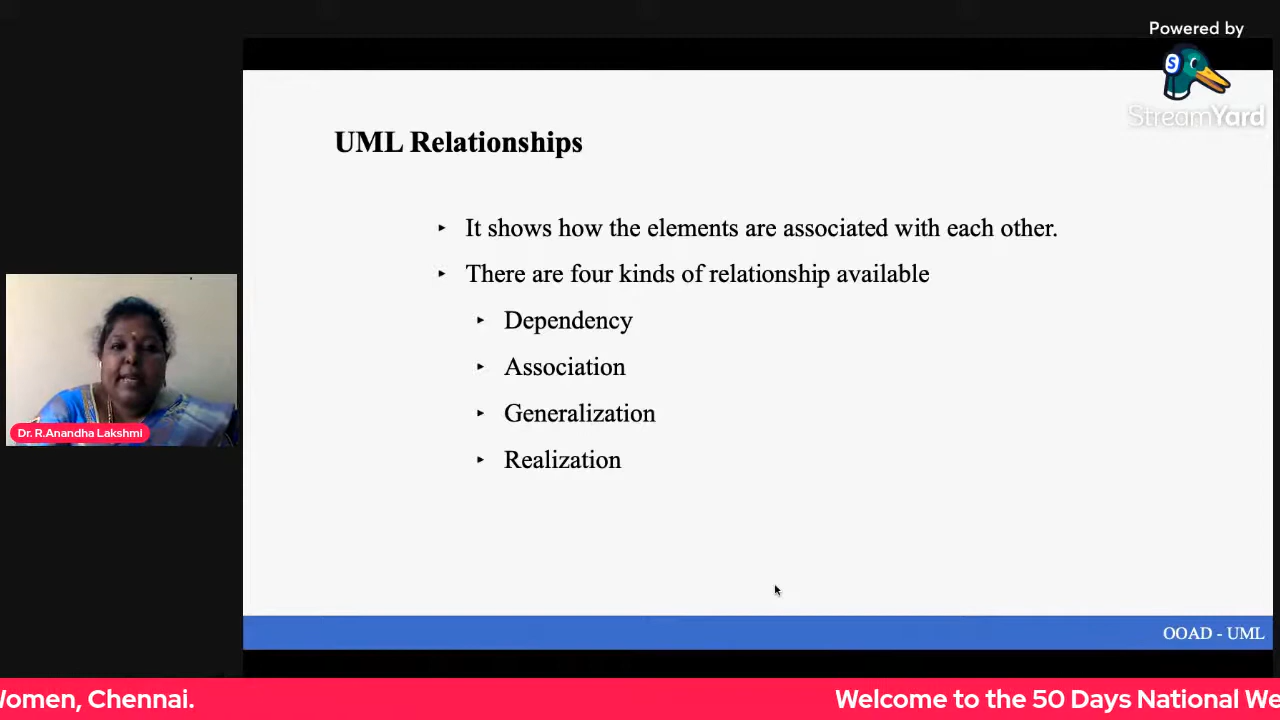 Powered by
S
StreamYard
UML Relationships
‣ It shows how the elements are associated with each other.
‣ There are four kinds of relationship available
‣ Dependency
‣ Association
‣ Generalization
‣ Realization
Dr. R.Anandha Lakshmi
OOAD - UML
Women, Chennai. Welcome to the 50 Days National We